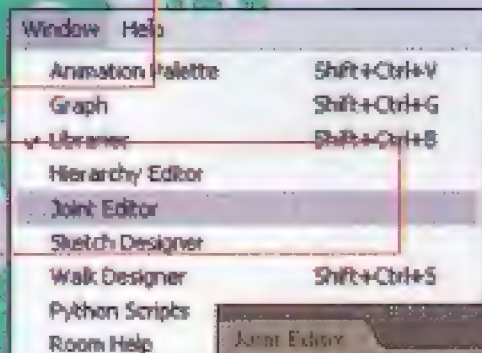 Window Help
Animation Palette Shift+Ctrl+V
Graph Shift+Ctrl+G
Libraries Shift+Ctrl+B
Hierarchy Editor
Joint Editor
Sketch Designer
Walk Designer Shift+Ctrl+S
Python Scripts
Room Help
Joint Editor